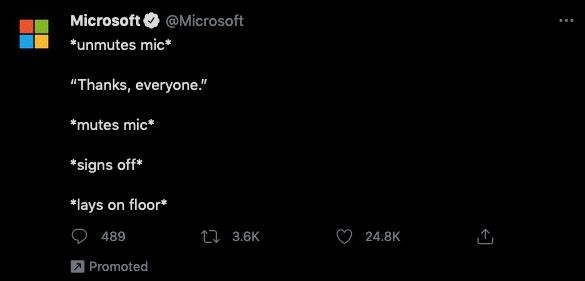 Microsoft @Microsoft
*unmutes mic*
“Thanks, everyone.”
*mutes mic*
*signs off*
*lays on floor*
489 3.6K 24.8K
Promoted